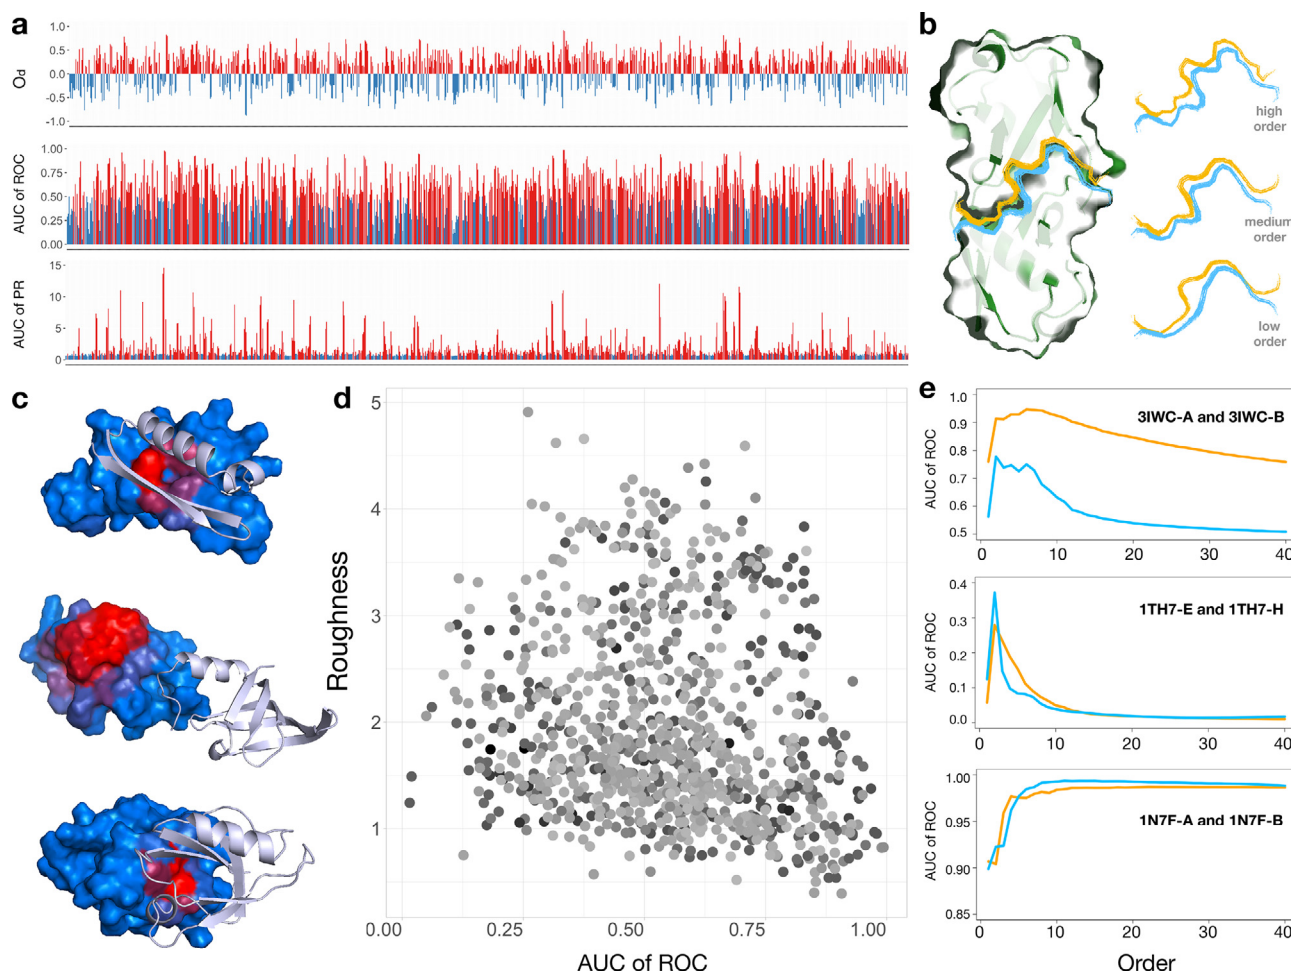 a
1.0
0.5
0.0
-0.5
-1.0
Od
1.00
0.75
0.50
0.25
0.00
AUC of ROC
15
10
5
0
AUC of PR
b
high
order
medium
order
low
order
c
d
5
4
3
2
1
Roughness
0.00 0.25 0.50 0.75 1.00
AUC of ROC
e
3IWC-A and 3IWC-B
1.0
0.9
0.8
0.7
0.6
0.5
AUC of ROC
0 10 20 30 40
1TH7-E and 1TH7-H
0.4
0.3
0.2
0.1
0.0
AUC of ROC
0 10 20 30 40
1N7F-A and 1N7F-B
1.00
0.95
0.90
0.85
AUC of ROC
0 10 20 30 40
Order